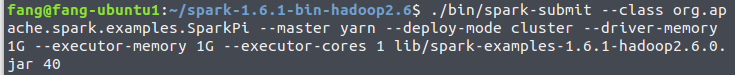 fang@fang-ubuntu1:~/spark-1.6.1-bin-hadoop2.6$ ./bin/spark-submit --class org.ap
ache.spark.examples.SparkPi --master yarn --deploy-mode cluster --driver-memory 
1G --executor-memory 1G --executor-cores 1 lib/spark-examples-1.6.1-hadoop2.6.0.
jar 40